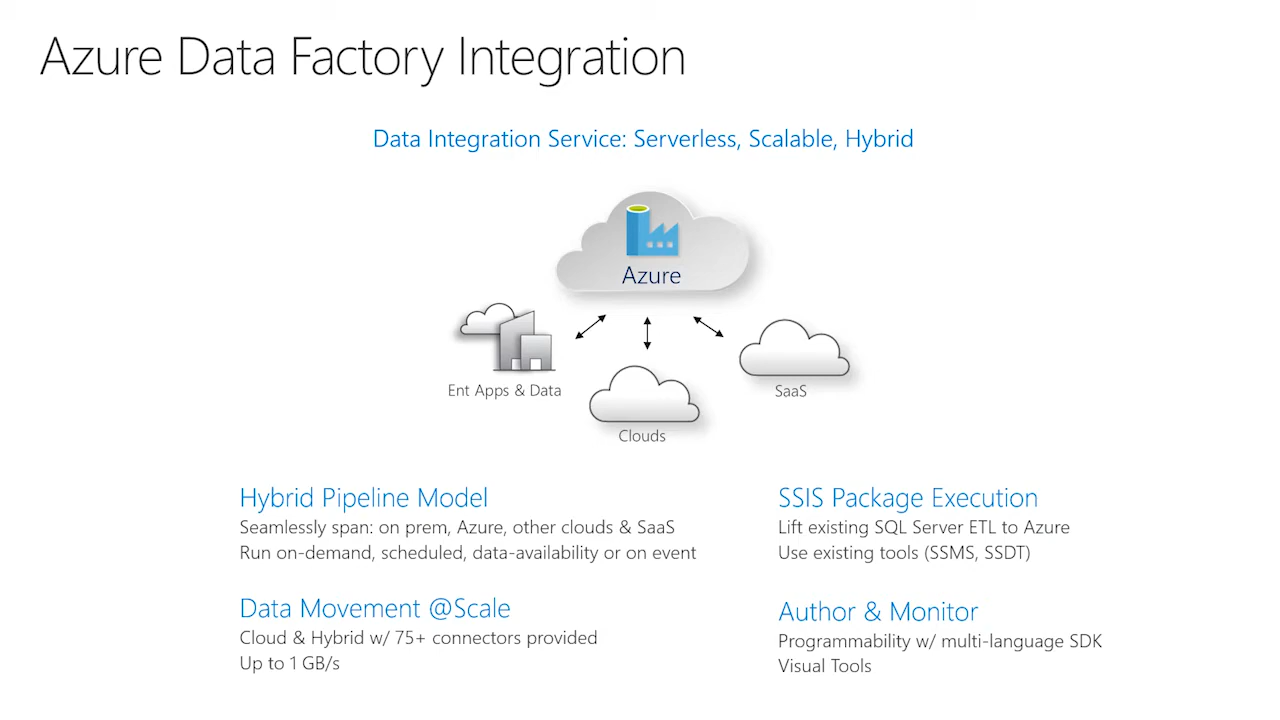 Azure Data Factory Integration
Data Integration Service: Serverless, Scalable, Hybrid
Azure
Ent Apps & Data
Clouds
SaaS
Hybrid Pipeline Model
Seamlessly span: on prem, Azure, other clouds & SaaS
Run on-demand, scheduled, data-availability or on event
SSIS Package Execution
Lift existing SQL Server ETL to Azure
Use existing tools (SSMS, SSDT)
Data Movement @Scale
Cloud & Hybrid w/ 75+ connectors provided
Up to 1 GB/s
Author & Monitor
Programmability w/ multi-language SDK
Visual Tools